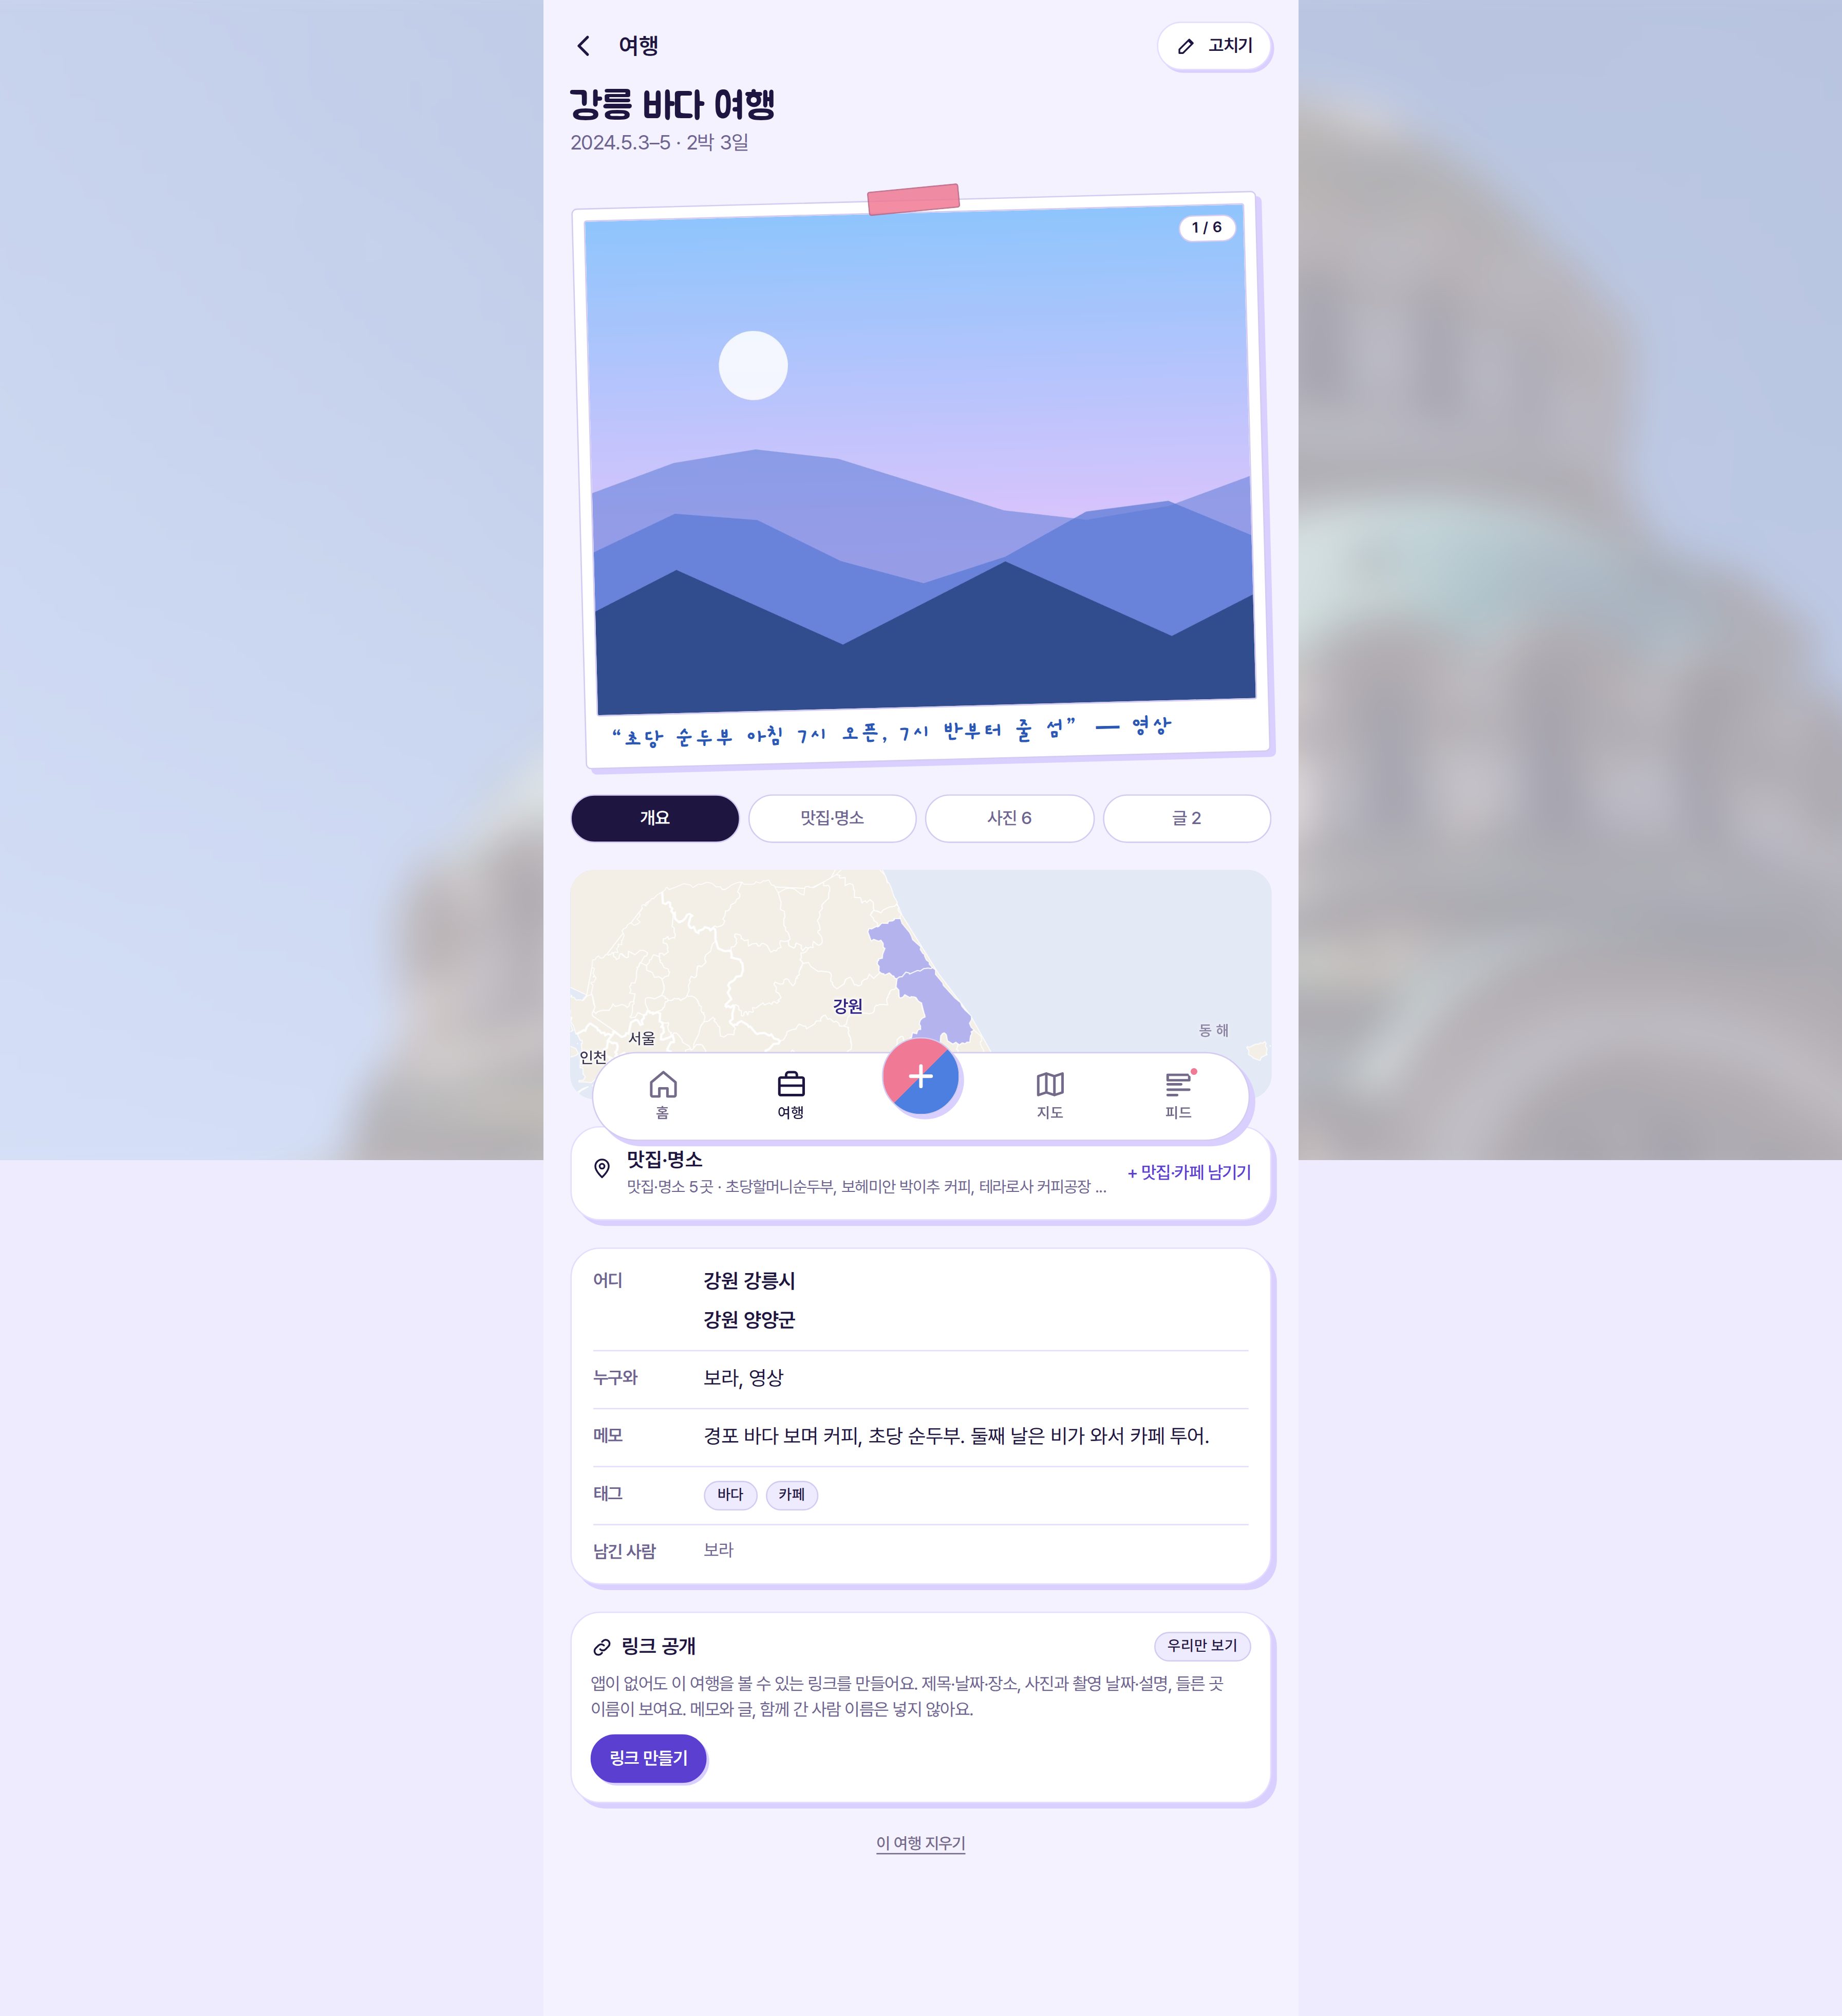 여행
고치기
강릉 바다 여행
2024.5.3–5 · 2박 3일
1 / 6
“초당 순두부 아침 7시 오픈, 7시 반부터 줄 섬” — 영상
개요
맛집·명소
사진 6
글 2
강원
서울
인천
동 해
홈
여행
지도
피드
맛집·명소
맛집·명소 5곳 · 초당할머니순두부, 보헤미안 박이추 커피, 테라로사 커피공장 ...
+ 맛집·카페 남기기
어디
강원 강릉시
강원 양양군
누구와
보라, 영상
메모
경포 바다 보며 커피, 초당 순두부. 둘째 날은 비가 와서 카페 투어.
태그
바다
카페
남긴 사람
보라
링크 공개
우리만 보기
앱이 없어도 이 여행을 볼 수 있는 링크를 만들어요. 제목·날짜·장소, 사진과 촬영 날짜·설명, 들른 곳
이름이 보여요. 메모와 글, 함께 간 사람 이름은 넣지 않아요.
링크 만들기
이 여행 지우기